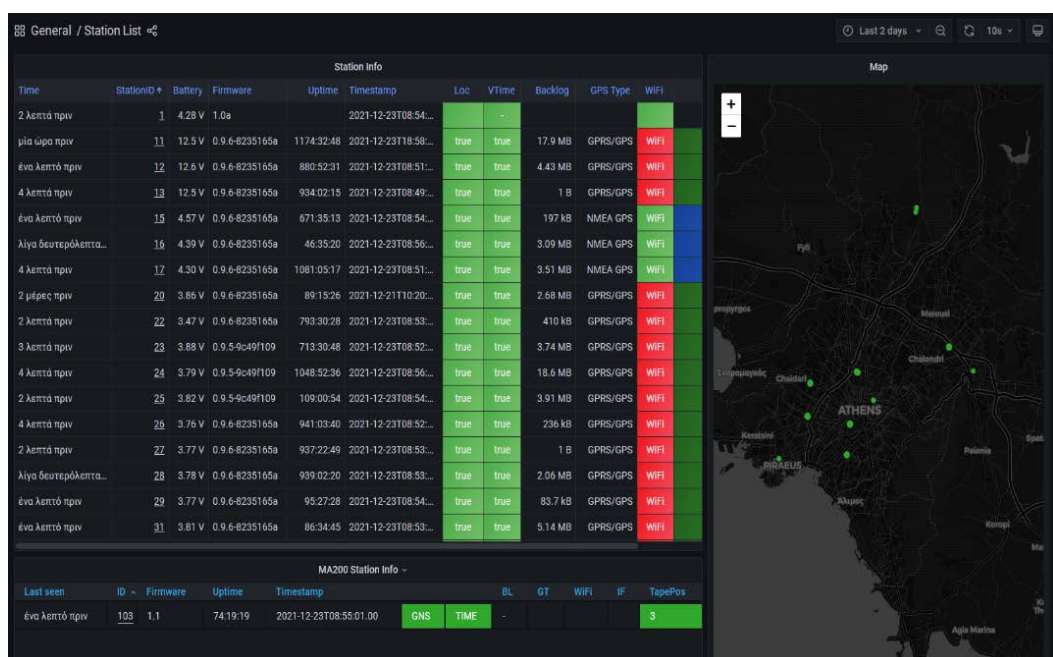 General / Station List
Last 2 days
10s
Station Info
Time StationID Battery Firmware Uptime Timestamp Loc VTime Backlog GPS Type WiFi
2 λεπτά πριν 1 4.28 V 1.0a 2021-12-23T08:54:... -
μία ώρα πριν 11 12.5 V 0.9.6-8235165a 1174:32:48 2021-12-23T18:58:... true true 17.9 MB GPRS/GPS WiFi
ένα λεπτό πριν 12 12.6 V 0.9.6-8235165a 880:52:31 2021-12-23T08:51:... true true 4.43 MB GPRS/GPS WiFi
4 λεπτά πριν 13 12.5 V 0.9.6-8235165a 934:02:15 2021-12-23T08:49:... true true 1 B GPRS/GPS WiFi
ένα λεπτό πριν 15 4.57 V 0.9.6-8235165a 671:35:13 2021-12-23T08:54:... true true 197 kB NMEA GPS WiFi
λίγα δευτερόλεπτα... 16 4.39 V 0.9.6-8235165a 46:35:20 2021-12-23T08:56:... true true 3.09 MB NMEA GPS WiFi
4 λεπτά πριν 17 4.30 V 0.9.6-8235165a 1081:05:17 2021-12-23T08:51:... true true 3.51 MB NMEA GPS WiFi
2 μέρες πριν 20 3.86 V 0.9.6-8235165a 89:15:26 2021-12-21T10:20:... true true 2.68 MB GPRS/GPS WiFi
2 λεπτά πριν 22 3.47 V 0.9.6-8235165a 793:30:28 2021-12-23T08:53:... true true 410 kB GPRS/GPS WiFi
3 λεπτά πριν 23 3.88 V 0.9.5-9c49f109 713:30:48 2021-12-23T08:52:... true true 3.74 MB GPRS/GPS WiFi
4 λεπτά πριν 24 3.79 V 0.9.5-9c49f109 1048:52:36 2021-12-23T08:56:... true true 18.6 MB GPRS/GPS WiFi
2 λεπτά πριν 25 3.82 V 0.9.5-9c49f109 109:00:54 2021-12-23T08:54:... true true 3.91 MB GPRS/GPS WiFi
4 λεπτά πριν 26 3.76 V 0.9.6-8235165a 941:03:40 2021-12-23T08:52:... true true 236 kB GPRS/GPS WiFi
2 λεπτά πριν 27 3.77 V 0.9.6-8235165a 937:22:49 2021-12-23T08:53:... true true 1 B GPRS/GPS WiFi
λίγα δευτερόλεπτα... 28 3.78 V 0.9.6-8235165a 939:02:20 2021-12-23T08:53:... true true 2.06 MB GPRS/GPS WiFi
ένα λεπτό πριν 29 3.77 V 0.9.6-8235165a 95:27:28 2021-12-23T08:54:... true true 83.7 kB GPRS/GPS WiFi
ένα λεπτό πριν 31 3.81 V 0.9.6-8235165a 86:34:45 2021-12-23T08:53:... true true 5.14 MB GPRS/GPS WiFi
MA200 Station Info
Last seen ID Firmware Uptime Timestamp BL GT WiFi IF TapePos
ένα λεπτό πριν 103 1.1 74:19:19 2021-12-23T08:55:01.00 GNS TIME - 3
Map
+
−
Fyli
Marousi
Chalandri
Chaidari
ATHENS
Keratsini
Spat
Paiania
PIRAEUS
Άλιμος
Koropi
Agia Marina